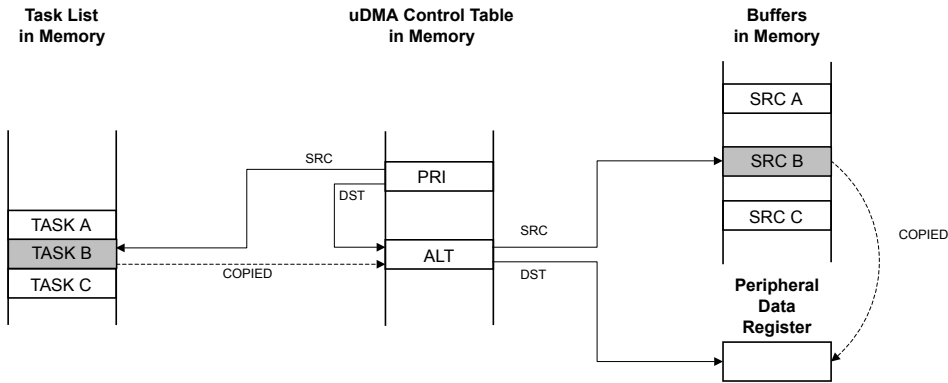 Task List
in Memory
uDMA Control Table
in Memory
Buffers
in Memory
SRC A
SRC
PRI
SRC B
DST
TASK A
SRC C
SRC
COPIED
TASK B
ALT
COPIED
DST
TASK C
Peripheral
Data
Register